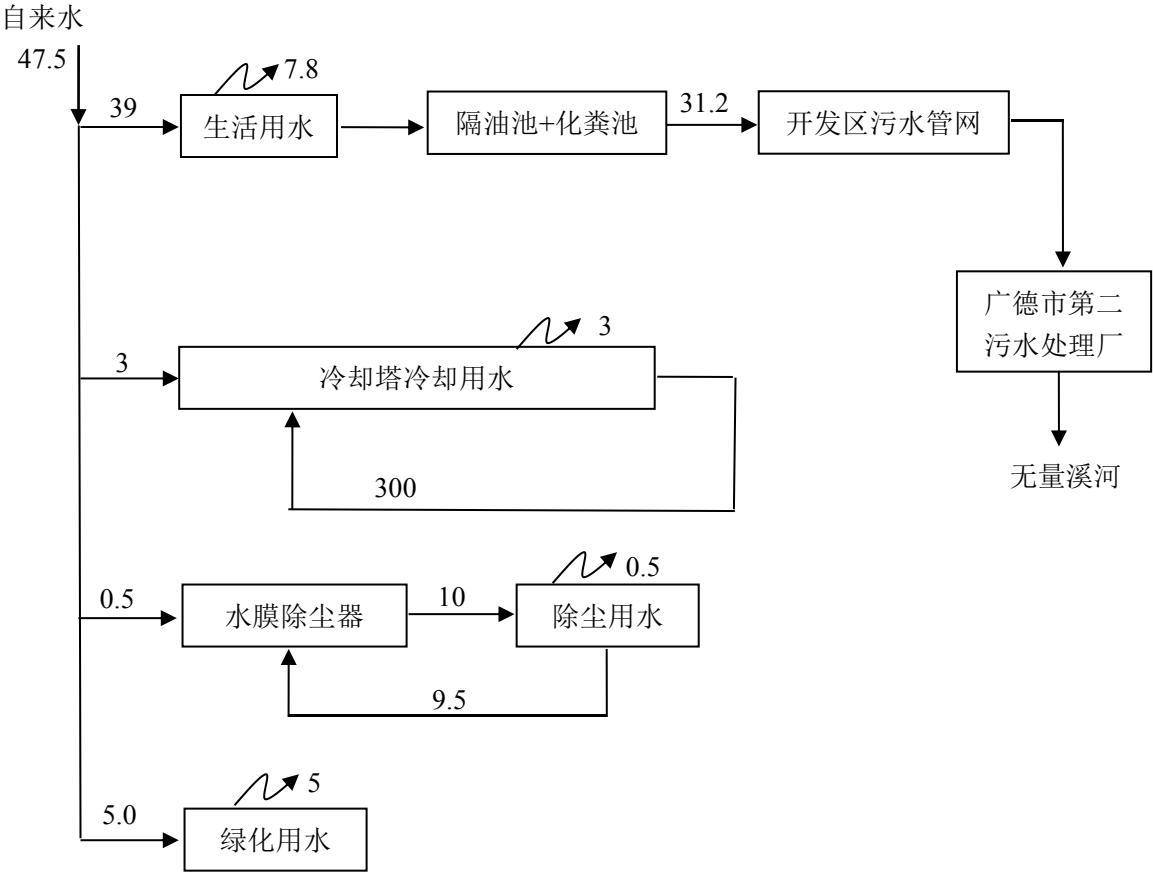 自来水
47.5
7.8
39
生活用水
隔油池+化粪池
31.2
开发区污水管网
广德市第二
污水处理厂
无量溪河
3
3
冷却塔冷却用水
300
0.5
水膜除尘器
10
0.5
除尘用水
9.5
5
5.0
绿化用水